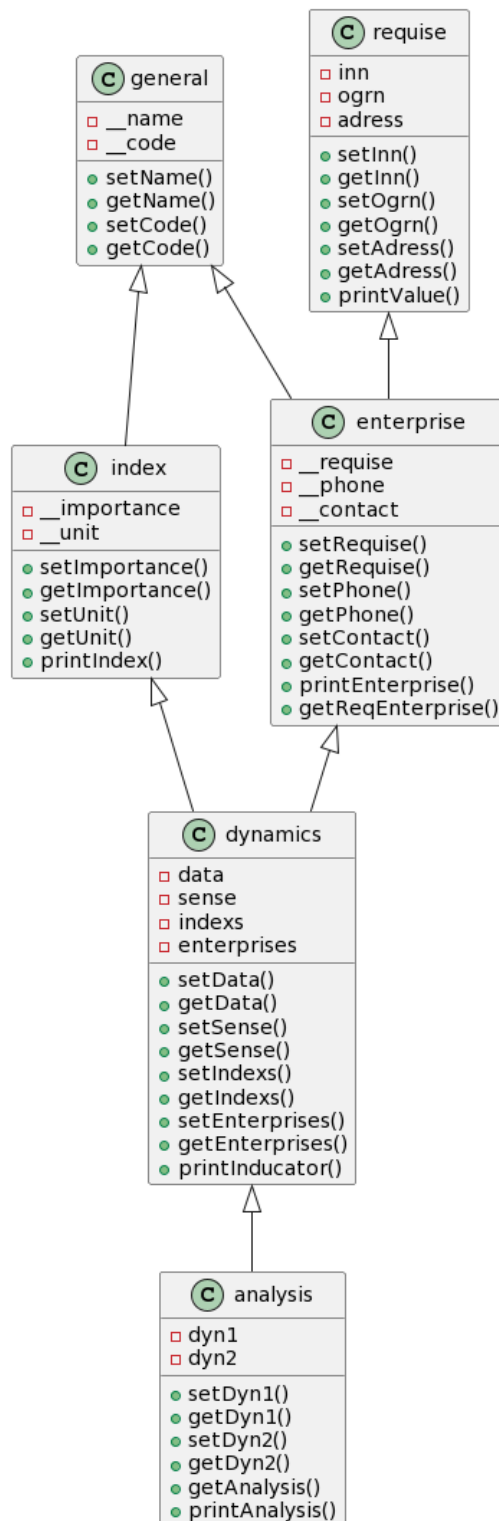 C general
__name
__code
setName()
getName()
setCode()
getCode()
C requise
inn
ogrn
adress
setInn()
getInn()
setOgrn()
getOgrn()
setAdress()
getAdress()
printValue()
C index
__importance
__unit
setImportance()
getImportance()
setUnit()
getUnit()
printIndex()
C enterprise
__requise
__phone
__contact
setRequise()
getRequise()
setPhone()
getPhone()
setContact()
getContact()
printEnterprise()
getReqEnterprise()
C dynamics
data
sense
indexs
enterprises
setData()
getData()
setSense()
getSense()
setIndexs()
getIndexs()
setEnterprises()
getEnterprises()
printInducator()
C analysis
dyn1
dyn2
setDyn1()
getDyn1()
setDyn2()
getDyn2()
getAnalysis()
printAnalysis()